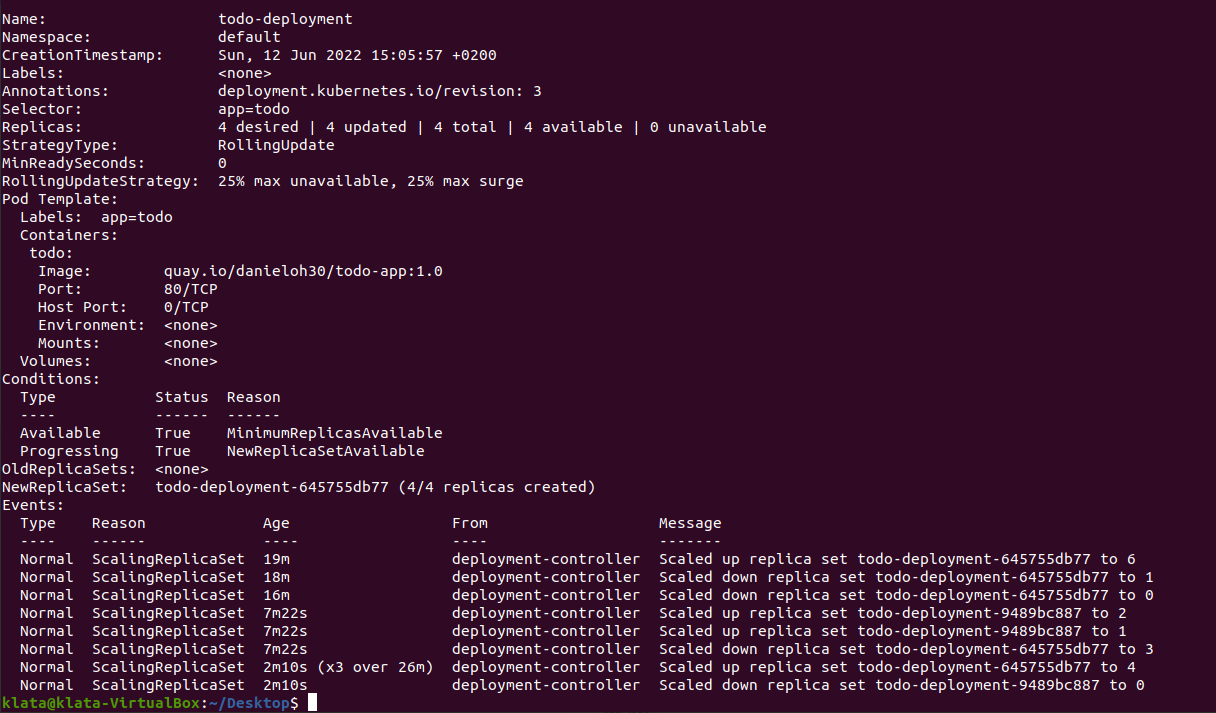 Name:                   todo-deployment
Namespace:              default
CreationTimestamp:      Sun, 12 Jun 2022 15:05:57 +0200
Labels:                 <none>
Annotations:            deployment.kubernetes.io/revision: 3
Selector:               app=todo
Replicas:               4 desired | 4 updated | 4 total | 4 available | 0 unavailable
StrategyType:           RollingUpdate
MinReadySeconds:        0
RollingUpdateStrategy:  25% max unavailable, 25% max surge
Pod Template:
  Labels:  app=todo
  Containers:
   todo:
    Image:        quay.io/danieloh30/todo-app:1.0
    Port:         80/TCP
    Host Port:    0/TCP
    Environment:  <none>
    Mounts:       <none>
  Volumes:        <none>
Conditions:
  Type           Status  Reason
  ----           ------  ------
  Available      True    MinimumReplicasAvailable
  Progressing    True    NewReplicaSetAvailable
OldReplicaSets:  <none>
NewReplicaSet:   todo-deployment-645755db77 (4/4 replicas created)
Events:
  Type    Reason             Age                  From                   Message
  ----    ------             ----                 ----                   -------
  Normal  ScalingReplicaSet  19m                  deployment-controller  Scaled up replica set todo-deployment-645755db77 to 6
  Normal  ScalingReplicaSet  18m                  deployment-controller  Scaled down replica set todo-deployment-645755db77 to 1
  Normal  ScalingReplicaSet  16m                  deployment-controller  Scaled down replica set todo-deployment-645755db77 to 0
  Normal  ScalingReplicaSet  7m22s                deployment-controller  Scaled up replica set todo-deployment-9489bc887 to 2
  Normal  ScalingReplicaSet  7m22s                deployment-controller  Scaled up replica set todo-deployment-9489bc887 to 1
  Normal  ScalingReplicaSet  7m22s                deployment-controller  Scaled down replica set todo-deployment-645755db77 to 3
  Normal  ScalingReplicaSet  2m10s (x3 over 26m)  deployment-controller  Scaled up replica set todo-deployment-645755db77 to 4
  Normal  ScalingReplicaSet  2m10s                deployment-controller  Scaled down replica set todo-deployment-9489bc887 to 0
klata@klata-VirtualBox:~/Desktop$